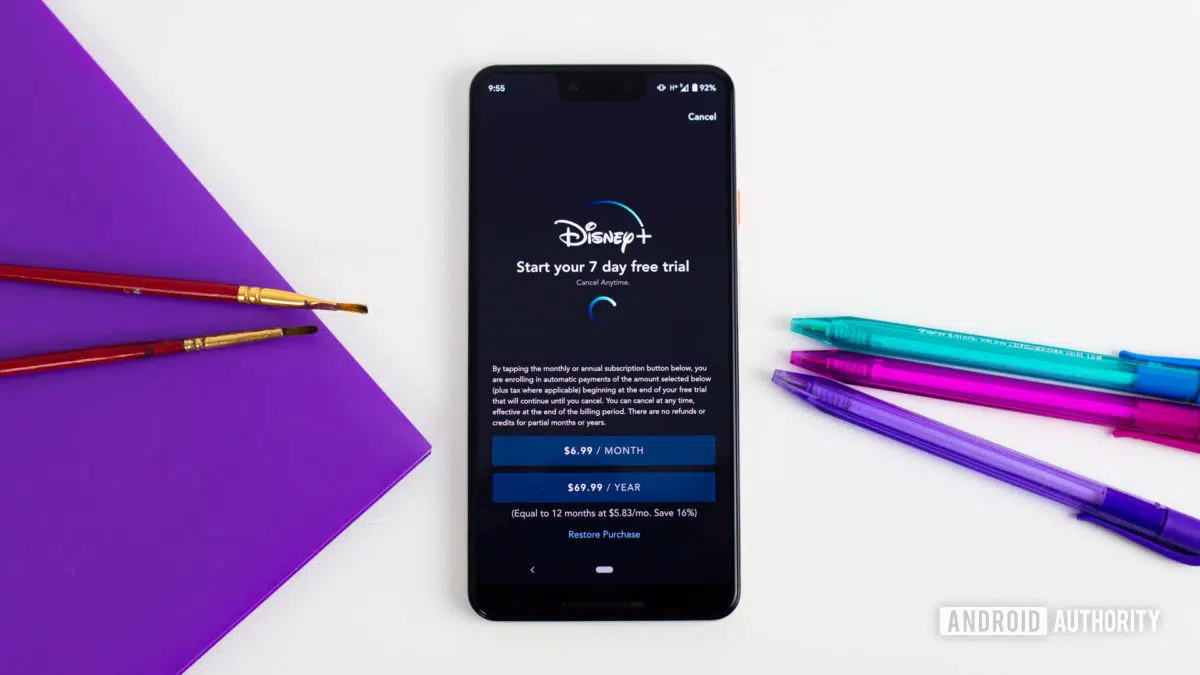 9:55
H+
92%
Cancel
Disney+
Start your 7 day free trial
Cancel Anytime.
By tapping the monthly or annual subscription button below, you
are enrolling in automatic payments of the amount selected below
(plus tax where applicable) beginning at the end of your free trial
that will continue until you cancel. You can cancel at any time,
effective at the end of the billing period. There are no refunds or
credits for partial months or years.
$6.99 / MONTH
$69.99 / YEAR
(Equal to 12 months at $5.83/mo. Save 16%)
Restore Purchase
ANDROID AUTHORITY